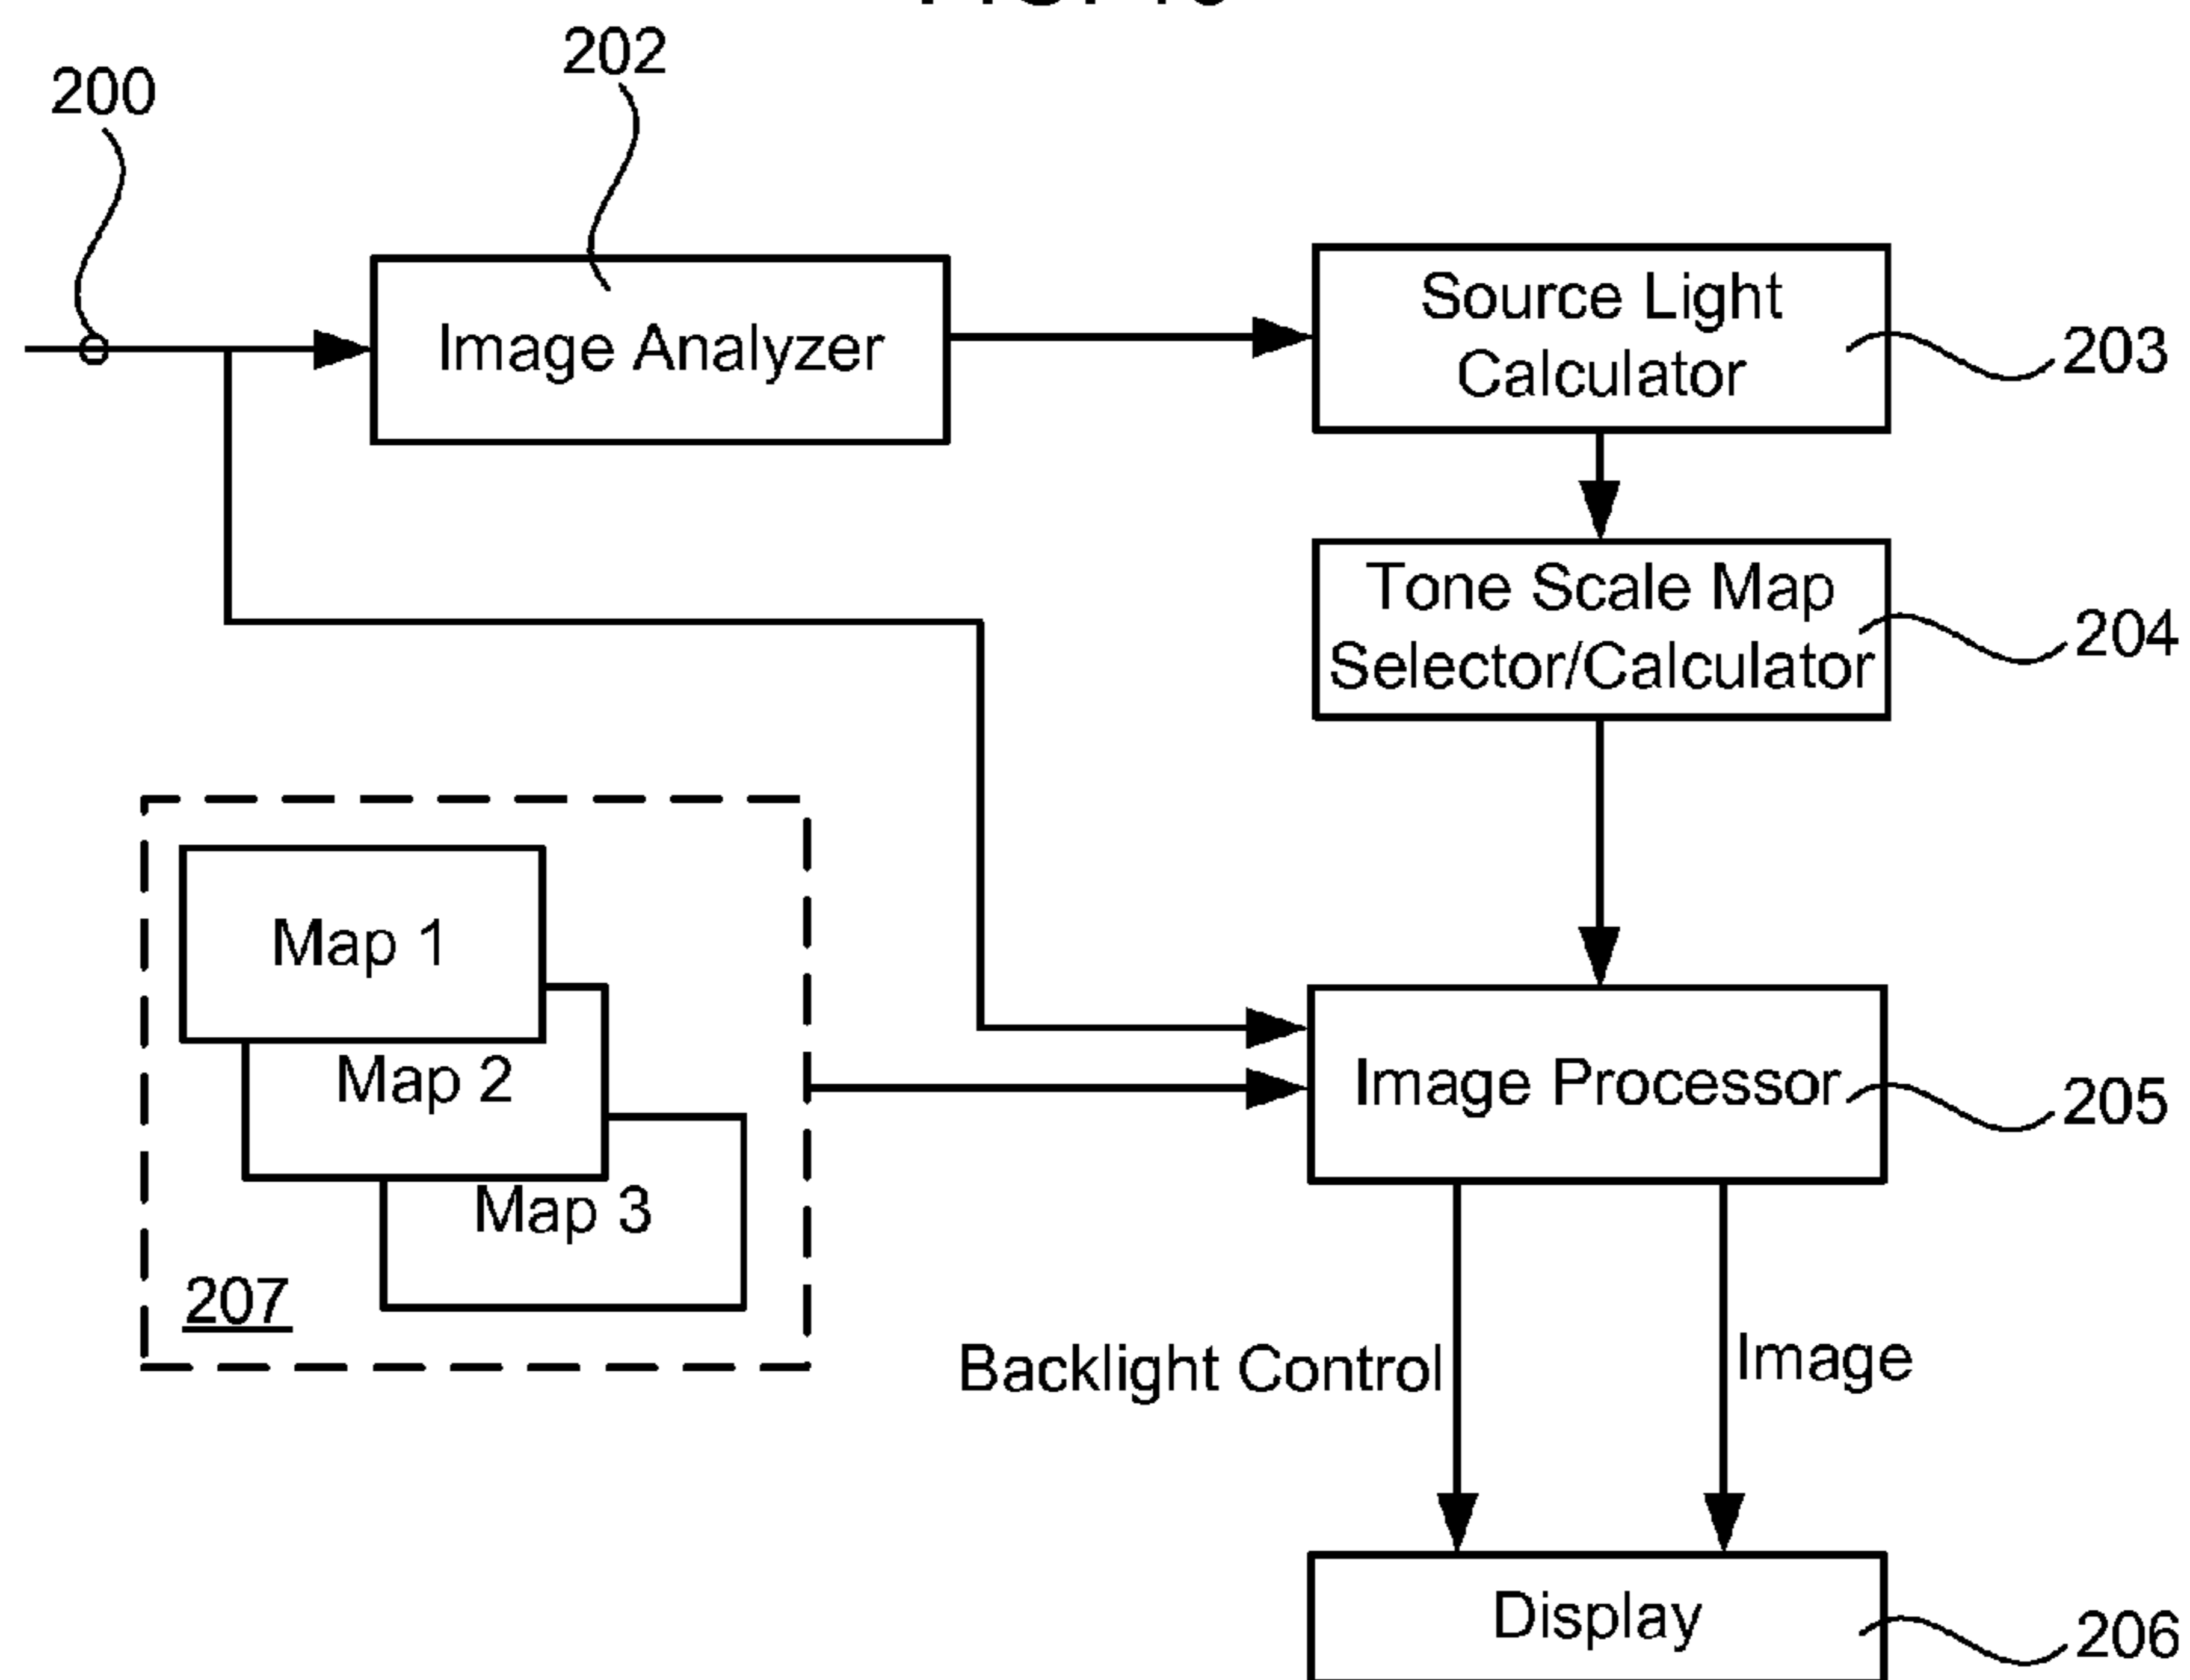 202
200
Image Analyzer
Source Light
Calculator
203
Tone Scale Map
Selector/Calculator
204
Map 1
Map 2
Map 3
207
Image Processor
205
Backlight Control
Image
Display
206